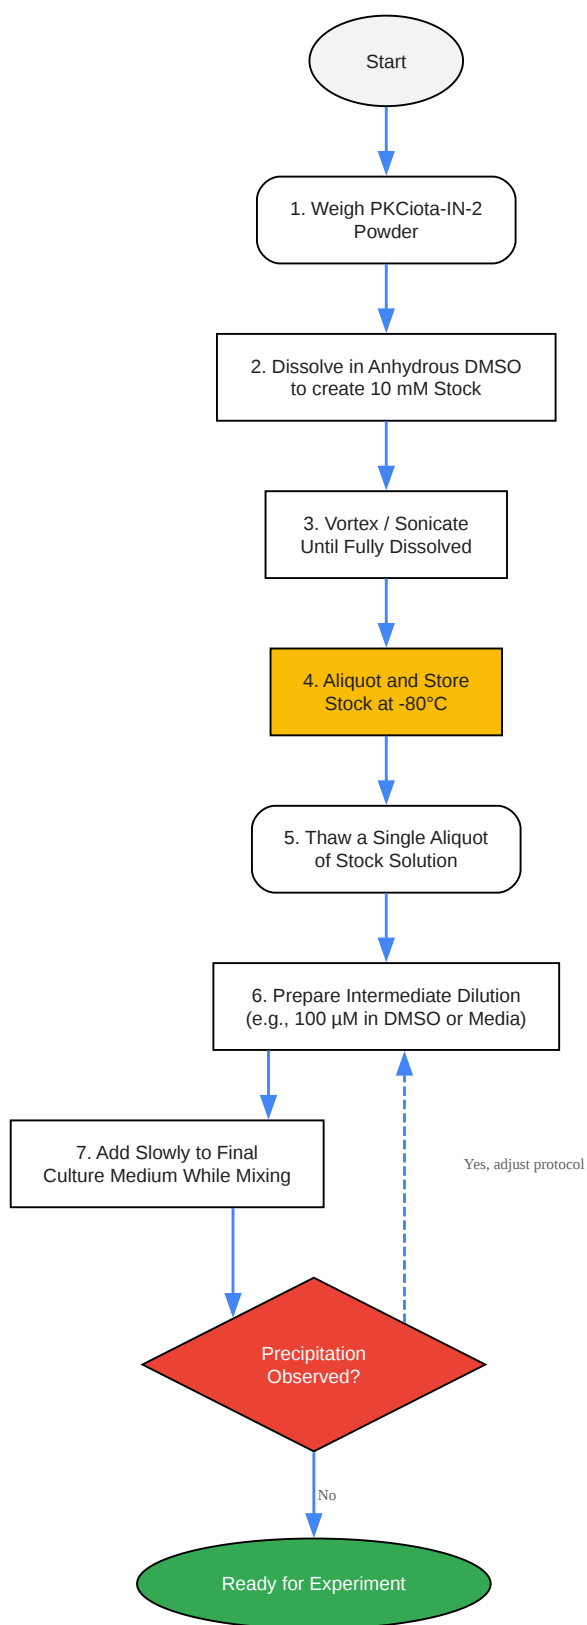 Start
1. Weigh PKCiota-IN-2
Powder
2. Dissolve in Anhydrous DMSO
to create 10 mM Stock
3. Vortex / Sonicate
Until Fully Dissolved
4. Aliquot and Store
Stock at -80°C
5. Thaw a Single Aliquot
of Stock Solution
6. Prepare Intermediate Dilution
(e.g., 100 µM in DMSO or Media)
7. Add Slowly to Final
Culture Medium While Mixing
Yes, adjust protocol
Precipitation
Observed?
No
Ready for Experiment